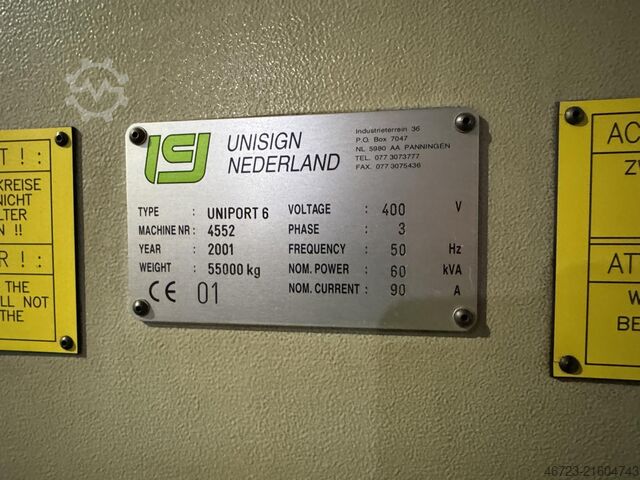 T ! :
KREISE
NICHT
LTER
N !!
R ! :
THE
LL NOT
THE
UNISIGN
NEDERLAND
Industrieterrein 36
P.O. Box 7047
NL 5980 AA PANNINGEN
TEL. 077 3073777
FAX. 077 3075436
TYPE : UNIPORT 6
MACHINE NR : 4552
YEAR : 2001
WEIGHT : 55000 kg
CE 01
VOLTAGE : 400 V
PHASE : 3
FREQUENCY : 50 Hz
NOM. POWER : 60 kVA
NOM. CURRENT : 90 A
AC
ZW
ATT
W
BE
46723-21604743